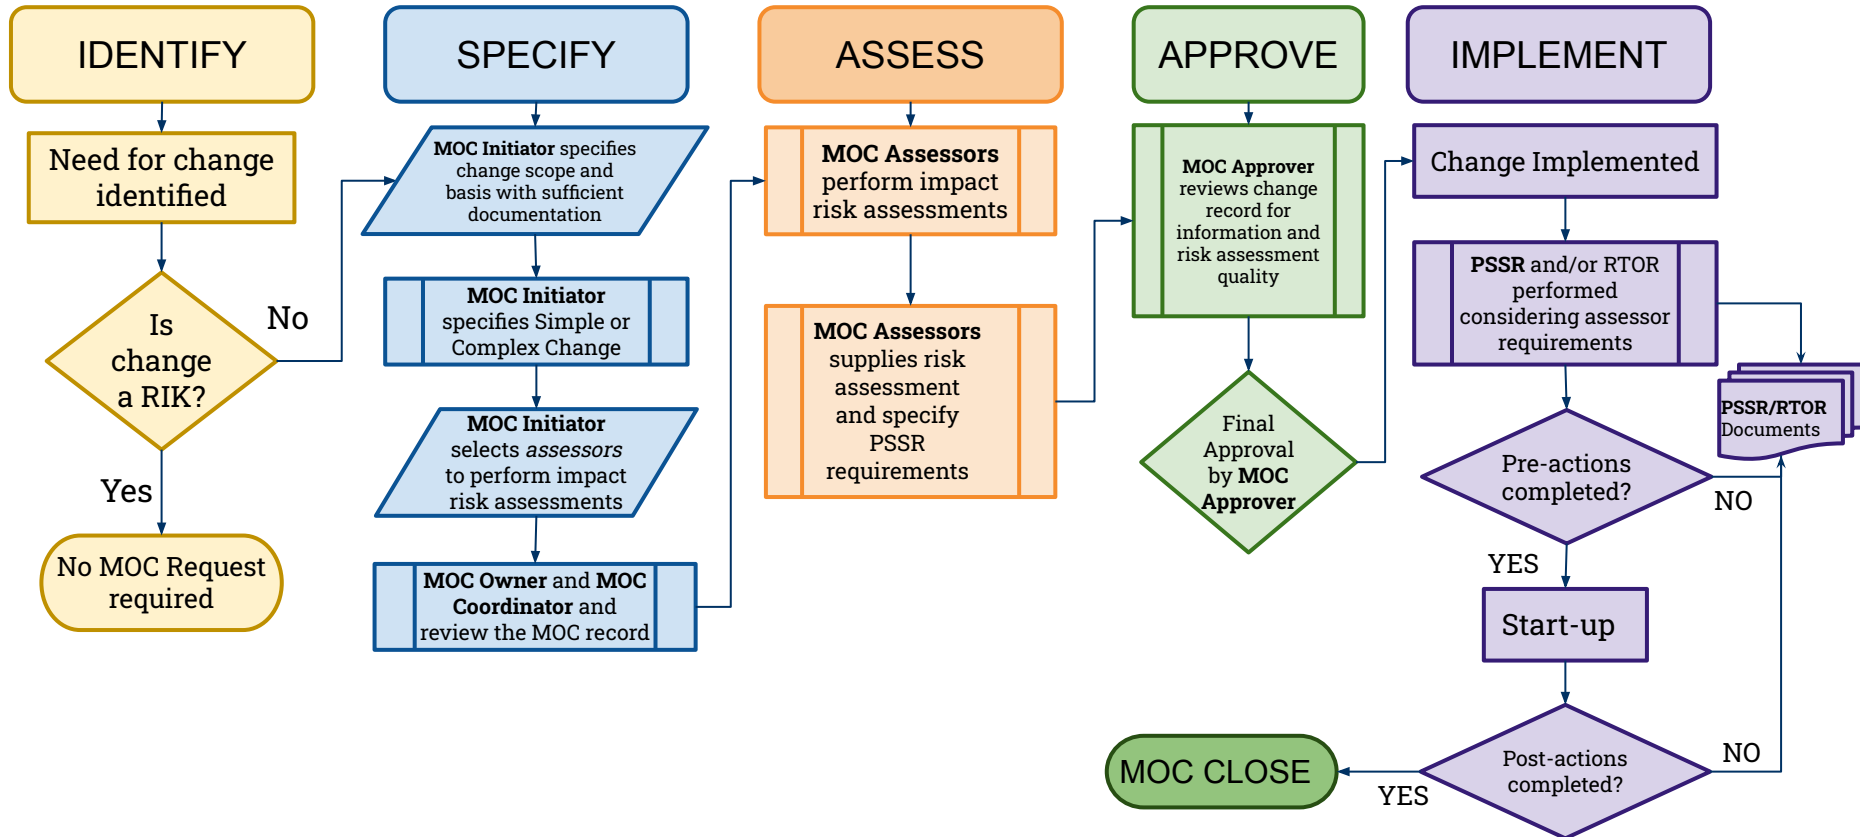 IDENTIFY
Need for change
identified
Is
change
a RIK?
No
Yes
No MOC Request
required
SPECIFY
MOC Initiator specifies
change scope and
basis with sufficient
documentation
MOC Initiator
specifies Simple or
Complex Change
MOC Initiator
selects assessors
to perform impact
risk assessments
MOC Owner and MOC
Coordinator and
review the MOC record
ASSESS
MOC Assessors
perform impact
risk assessments
MOC Assessors
supplies risk
assessment
and specify
PSSR
requirements
APPROVE
MOC Approver
reviews change
record for
information and
risk assessment
quality
Final
Approval
by MOC
Approver
IMPLEMENT
Change Implemented
PSSR and/or RTOR
performed
considering assessor
requirements
PSSR/RTOR
Documents
Pre-actions
completed?
NO
YES
Start-up
Post-actions
completed?
NO
YES
MOC CLOSE